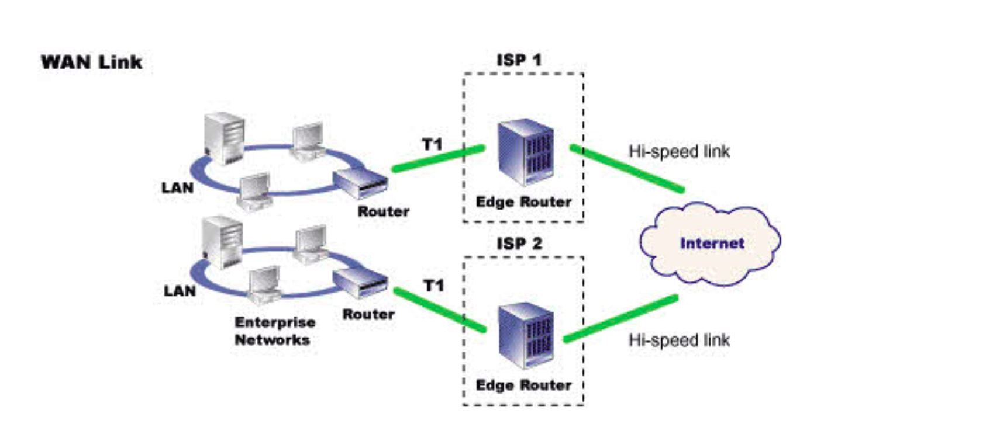 WAN Link
ISP 1
T1
Hi-speed link
LAN
Router
Edge Router
ISP 2
Internet
LAN
T1
Router
Enterprise
Networks
Hi-speed link
Edge Router